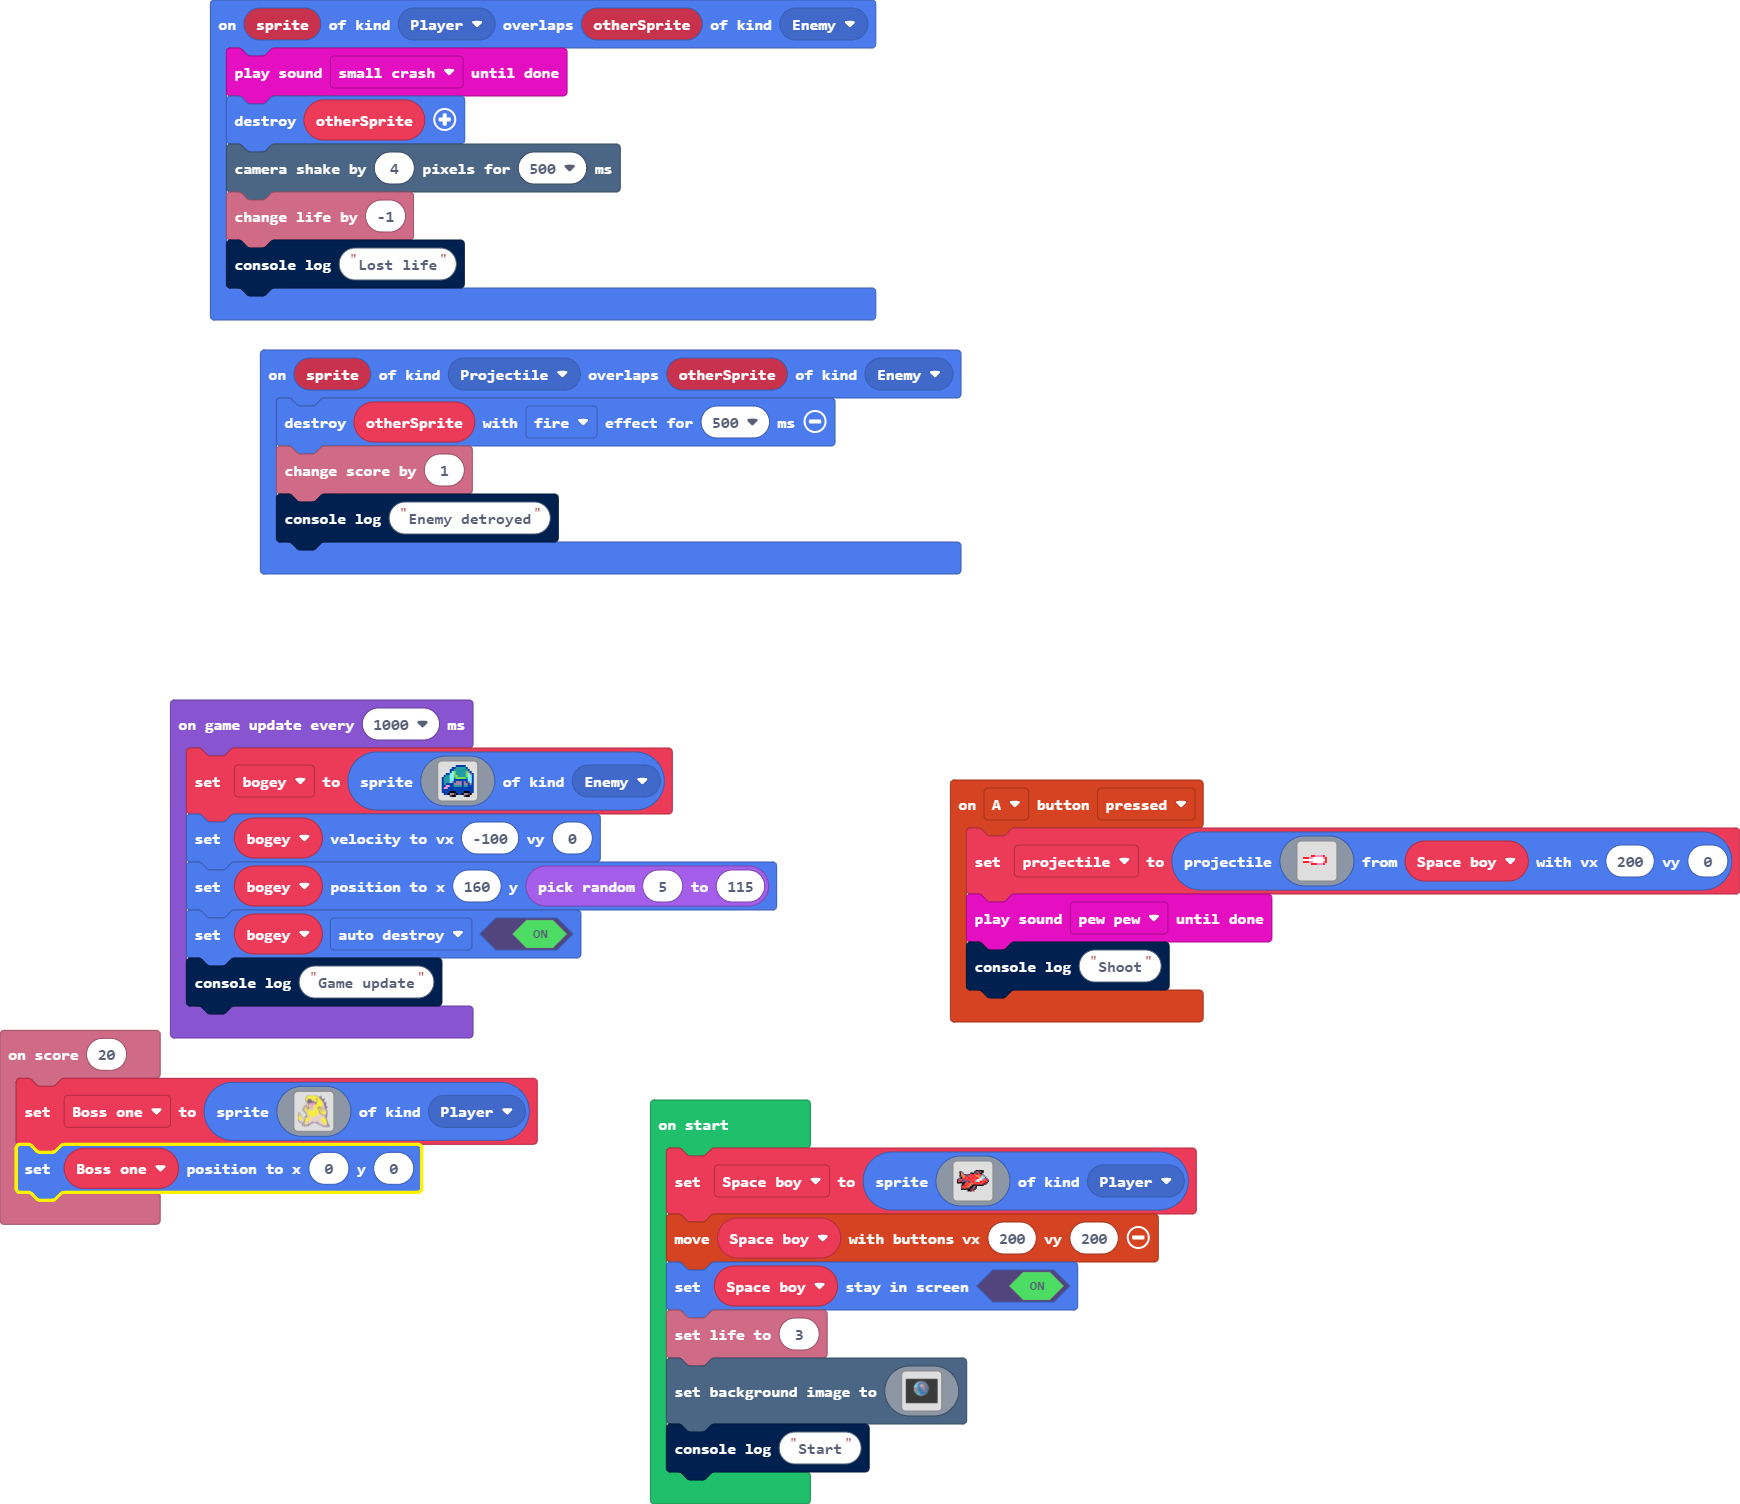 on sprite of kind Player overlaps otherSprite of kind Enemy
play sound small crash until done
destroy otherSprite
camera shake by 4 pixels for 500 ms
change life by -1
console log "Lost life"
on sprite of kind Projectile overlaps otherSprite of kind Enemy
destroy otherSprite with fire effect for 500 ms
change score by 1
console log "Enemy detroyed"
on game update every 1000 ms
set bogey to sprite of kind Enemy
set bogey velocity to vx -100 vy 0
set bogey position to x 160 y pick random 5 to 115
set bogey auto destroy ON
console log "Game update"
on A button pressed
set projectile to projectile from Space boy with vx 200 vy 0
play sound pew pew until done
console log "Shoot"
on score 20
set Boss one to sprite of kind Player
set Boss one position to x 0 y 0
on start
set Space boy to sprite of kind Player
move Space boy with buttons vx 200 vy 200
set Space boy stay in screen ON
set life to 3
set background image to
console log "Start"